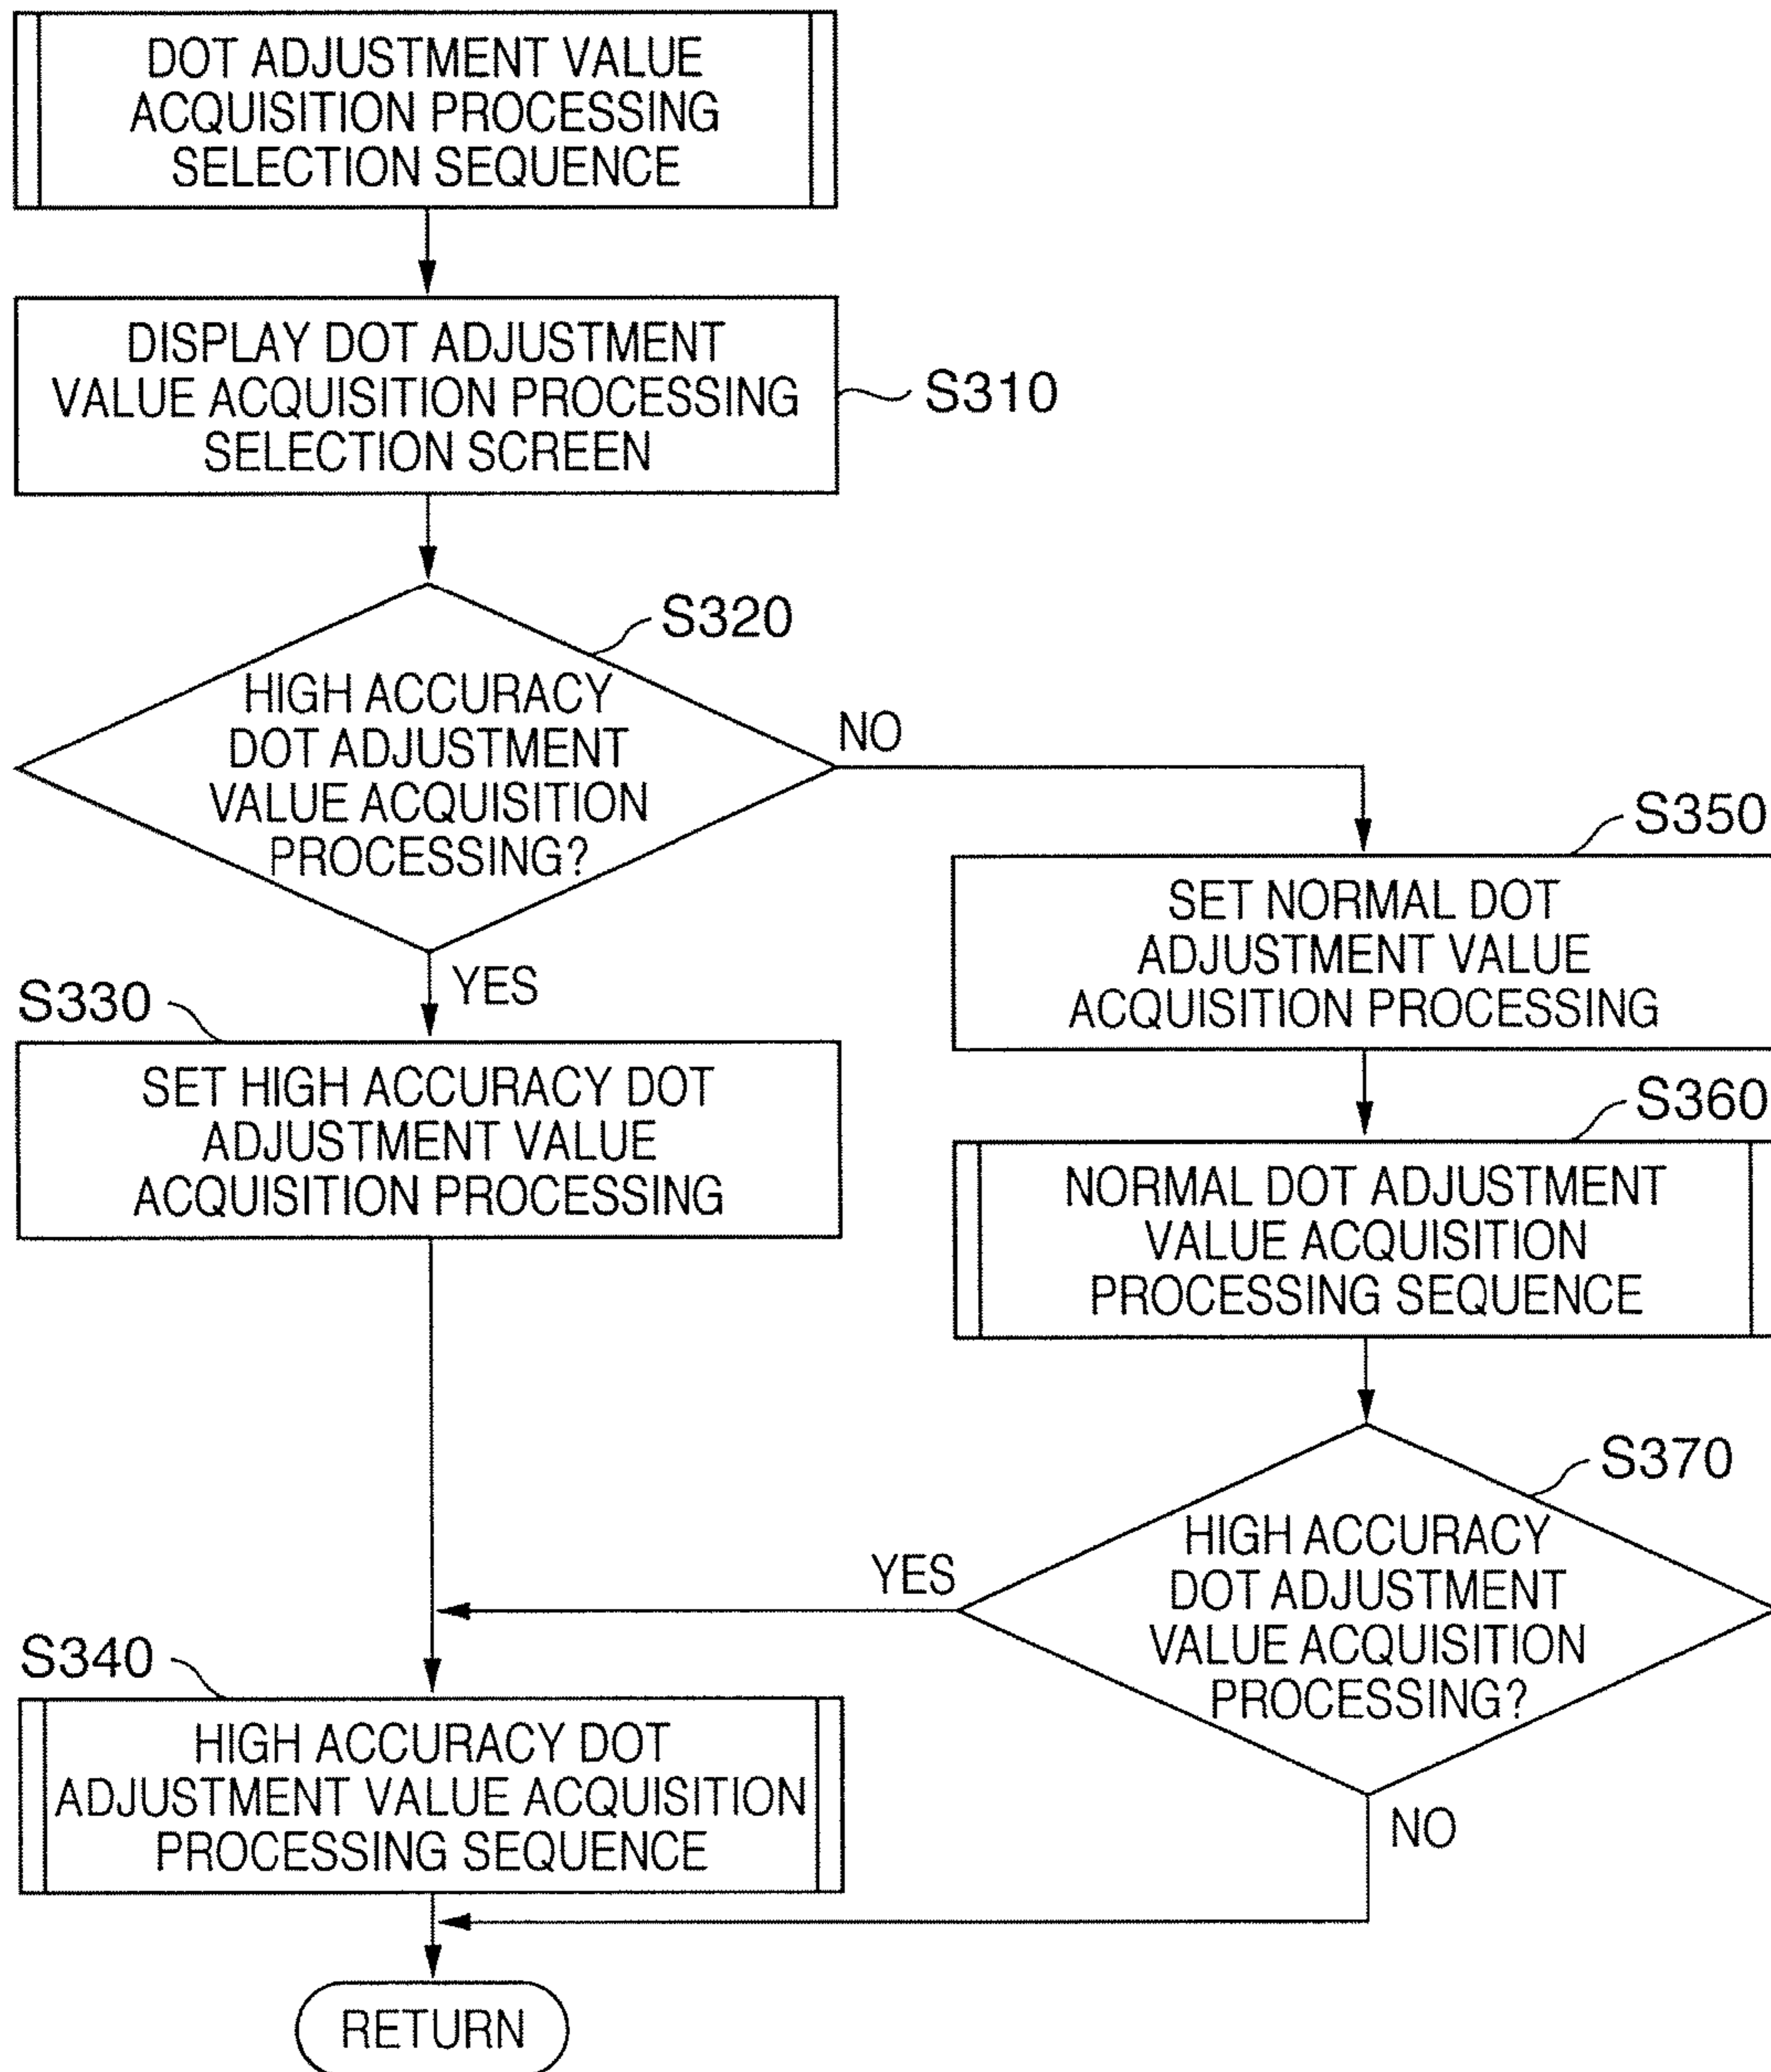 DOT ADJUSTMENT VALUE
ACQUISITION PROCESSING
SELECTION SEQUENCE
DISPLAY DOT ADJUSTMENT
VALUE ACQUISITION PROCESSING
SELECTION SCREEN
S310
S320
HIGH ACCURACY
DOT ADJUSTMENT
VALUE ACQUISITION
PROCESSING?
NO
YES
S330
SET HIGH ACCURACY DOT
ADJUSTMENT VALUE
ACQUISITION PROCESSING
S350
SET NORMAL DOT
ADJUSTMENT VALUE
ACQUISITION PROCESSING
S360
NORMAL DOT ADJUSTMENT
VALUE ACQUISITION
PROCESSING SEQUENCE
S370
HIGH ACCURACY
DOT ADJUSTMENT
VALUE ACQUISITION
PROCESSING?
YES
NO
S340
HIGH ACCURACY DOT
ADJUSTMENT VALUE ACQUISITION
PROCESSING SEQUENCE
RETURN